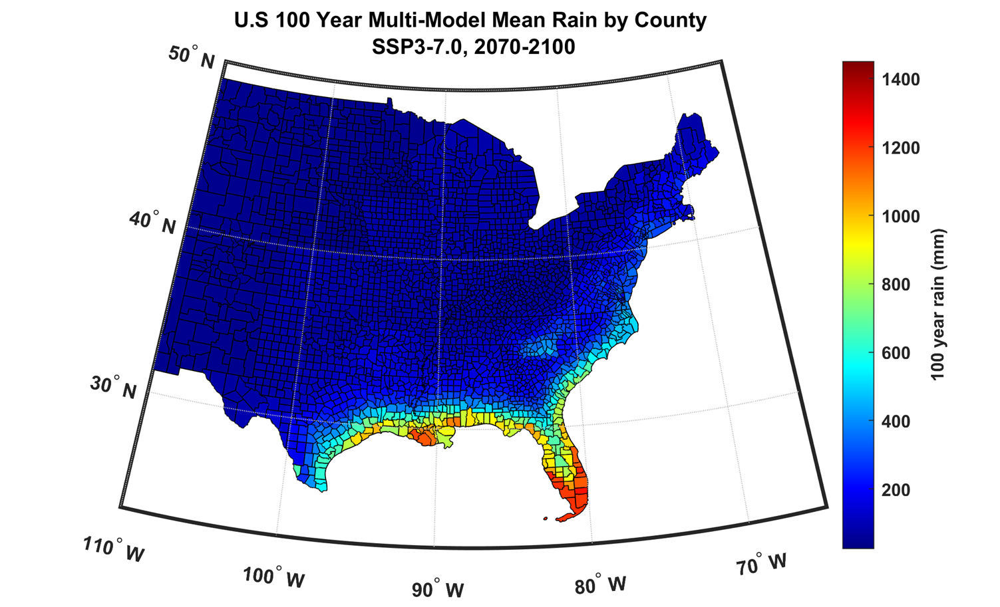 U.S 100 Year Multi-Model Mean Rain by County
SSP3-7.0, 2070-2100
50° N
40° N
30° N
110° W
100° W
90° W
80° W
70° W
1400
1200
1000
800
600
400
200
100 year rain (mm)